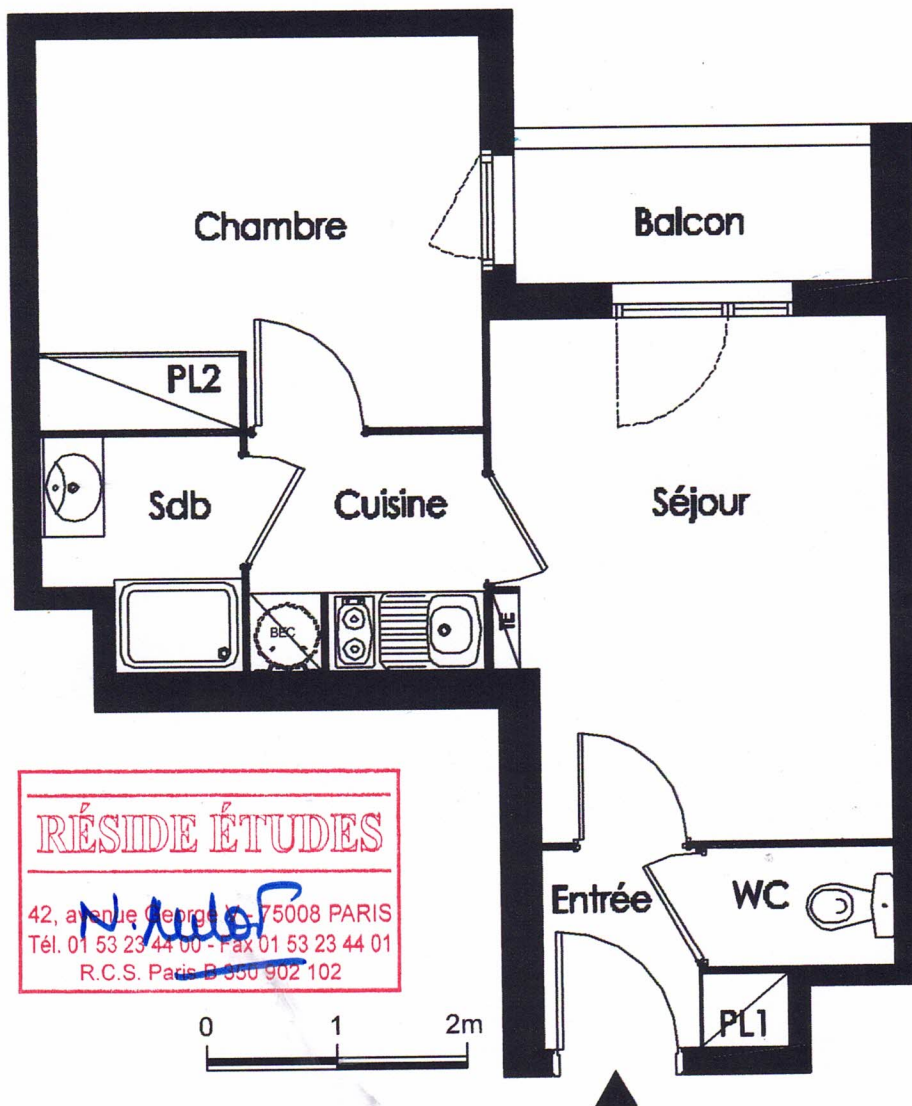 Chambre
Balcon
PL2
Sdb
Cuisine
Séjour
BEC
TE
RÉSIDE ÉTUDES
42, avenue George V - 75008 PARIS
Tél. 01 53 23 44 00 - Fax 01 53 23 44 01
R.C.S. Paris B 350 902 102
Entrée
WC
PL1
0 1 2m